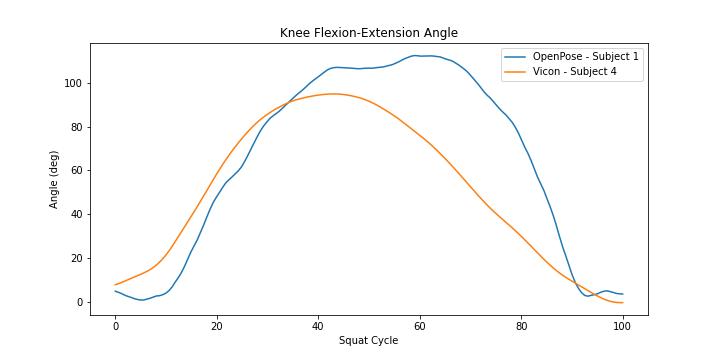 Knee Flexion-Extension Angle
OpenPose - Subject 1
Vicon - Subject 4
Angle (deg)
100
80
60
40
20
0
0 20 40 60 80 100
Squat Cycle